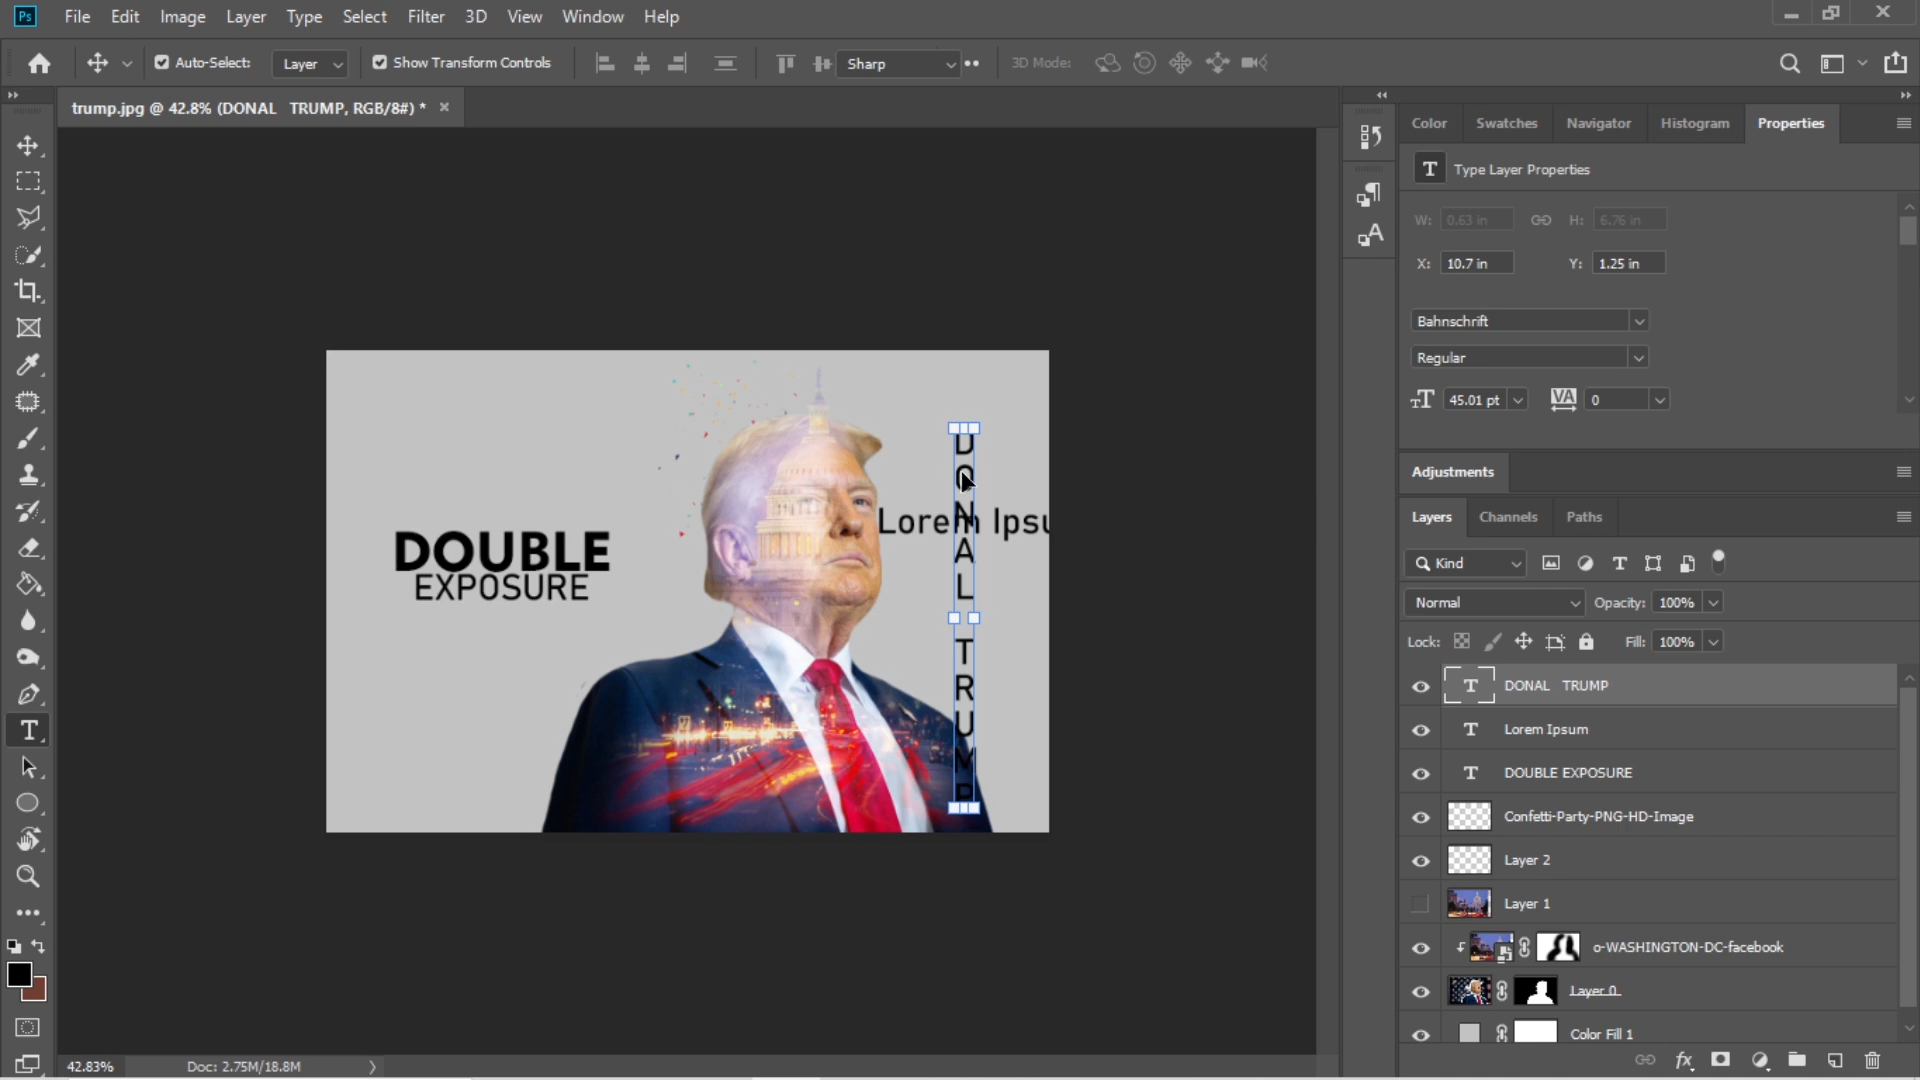 Ps File Edit Image Layer Type Select Filter 3D View Window Help
Auto-Select: Layer Show Transform Controls Sharp 3D Mode:
trump.jpg @ 42.8% (DONAL TRUMP, RGB/8#) *
Color Swatches Navigator Histogram Properties
T Type Layer Properties
W: 0.63 in H: 6.76 in
X: 10.7 in Y: 1.25 in
Bahnschrift
Regular
45.01 pt VA 0
Adjustments
Layers Channels Paths
Kind
Normal Opacity: 100%
Lock: Fill: 100%
T DONAL TRUMP
T Lorem Ipsum
T DOUBLE EXPOSURE
Confetti-Party-PNG-HD-Image
Layer 2
Layer 1
o-WASHINGTON-DC-facebook
Layer 0
Color Fill 1
fx
DOUBLE
EXPOSURE
Lorem Ipsu
DONAL TRUMP
42.83% Doc: 2.75M/18.8M